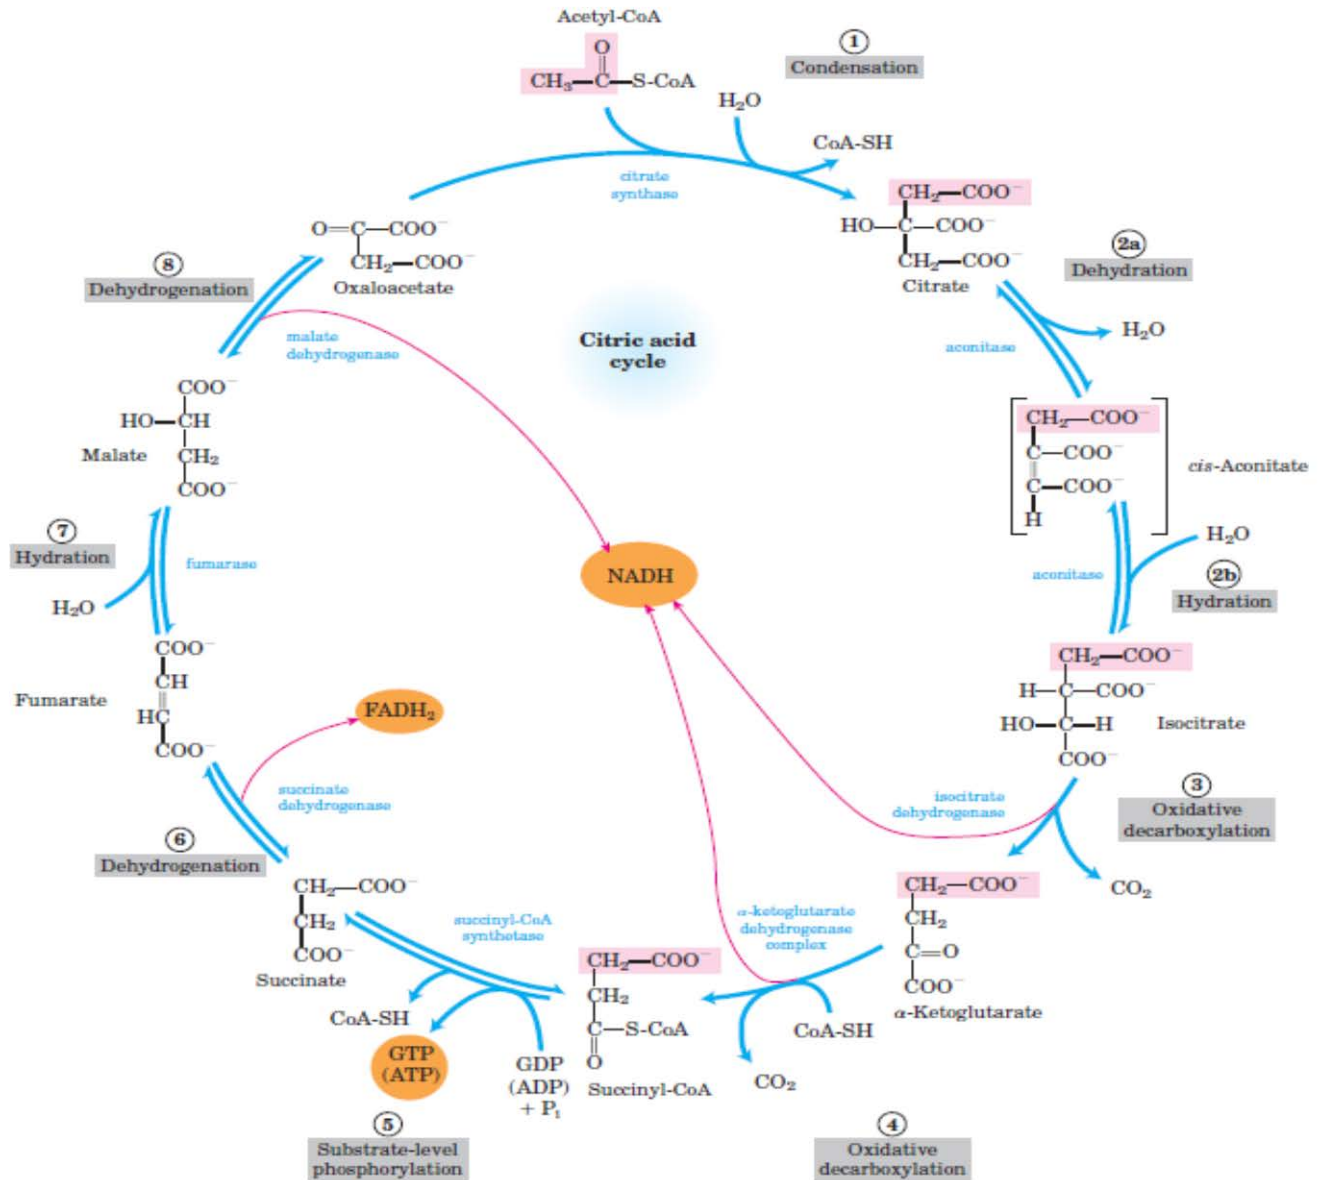 Acetyl-CoA
O
CH₃—C—S-CoA
1
Condensation
H₂O
CoA-SH
citrate
synthase
CH₂—COO⁻
HO—C—COO⁻
CH₂—COO⁻
Citrate
2a
Dehydration
H₂O
aconitase
CH₂—COO⁻
C—COO⁻
C—COO⁻
H
cis-Aconitate
H₂O
aconitase
2b
Hydration
CH₂—COO⁻
H—C—COO⁻
HO—C—H
COO⁻
Isocitrate
3
Oxidative
decarboxylation
isocitrate
dehydrogenase
CO₂
CH₂—COO⁻
CH₂
C=O
COO⁻
α-Ketoglutarate
α-ketoglutarate
dehydrogenase
complex
CoA-SH
CO₂
4
Oxidative
decarboxylation
CH₂—COO⁻
CH₂
C—S-CoA
O
Succinyl-CoA
succinyl-CoA
synthetase
GDP
(ADP)
+ Pᵢ
CoA-SH
GTP
(ATP)
5
Substrate-level
phosphorylation
CH₂—COO⁻
CH₂
COO⁻
Succinate
6
Dehydrogenation
succinate
dehydrogenase
FADH₂
COO⁻
CH
HC
COO⁻
Fumarate
7
Hydration
H₂O
fumarase
COO⁻
HO—CH
CH₂
COO⁻
Malate
8
Dehydrogenation
malate
dehydrogenase
O=C—COO⁻
CH₂—COO⁻
Oxaloacetate
Citric acid
cycle
NADH